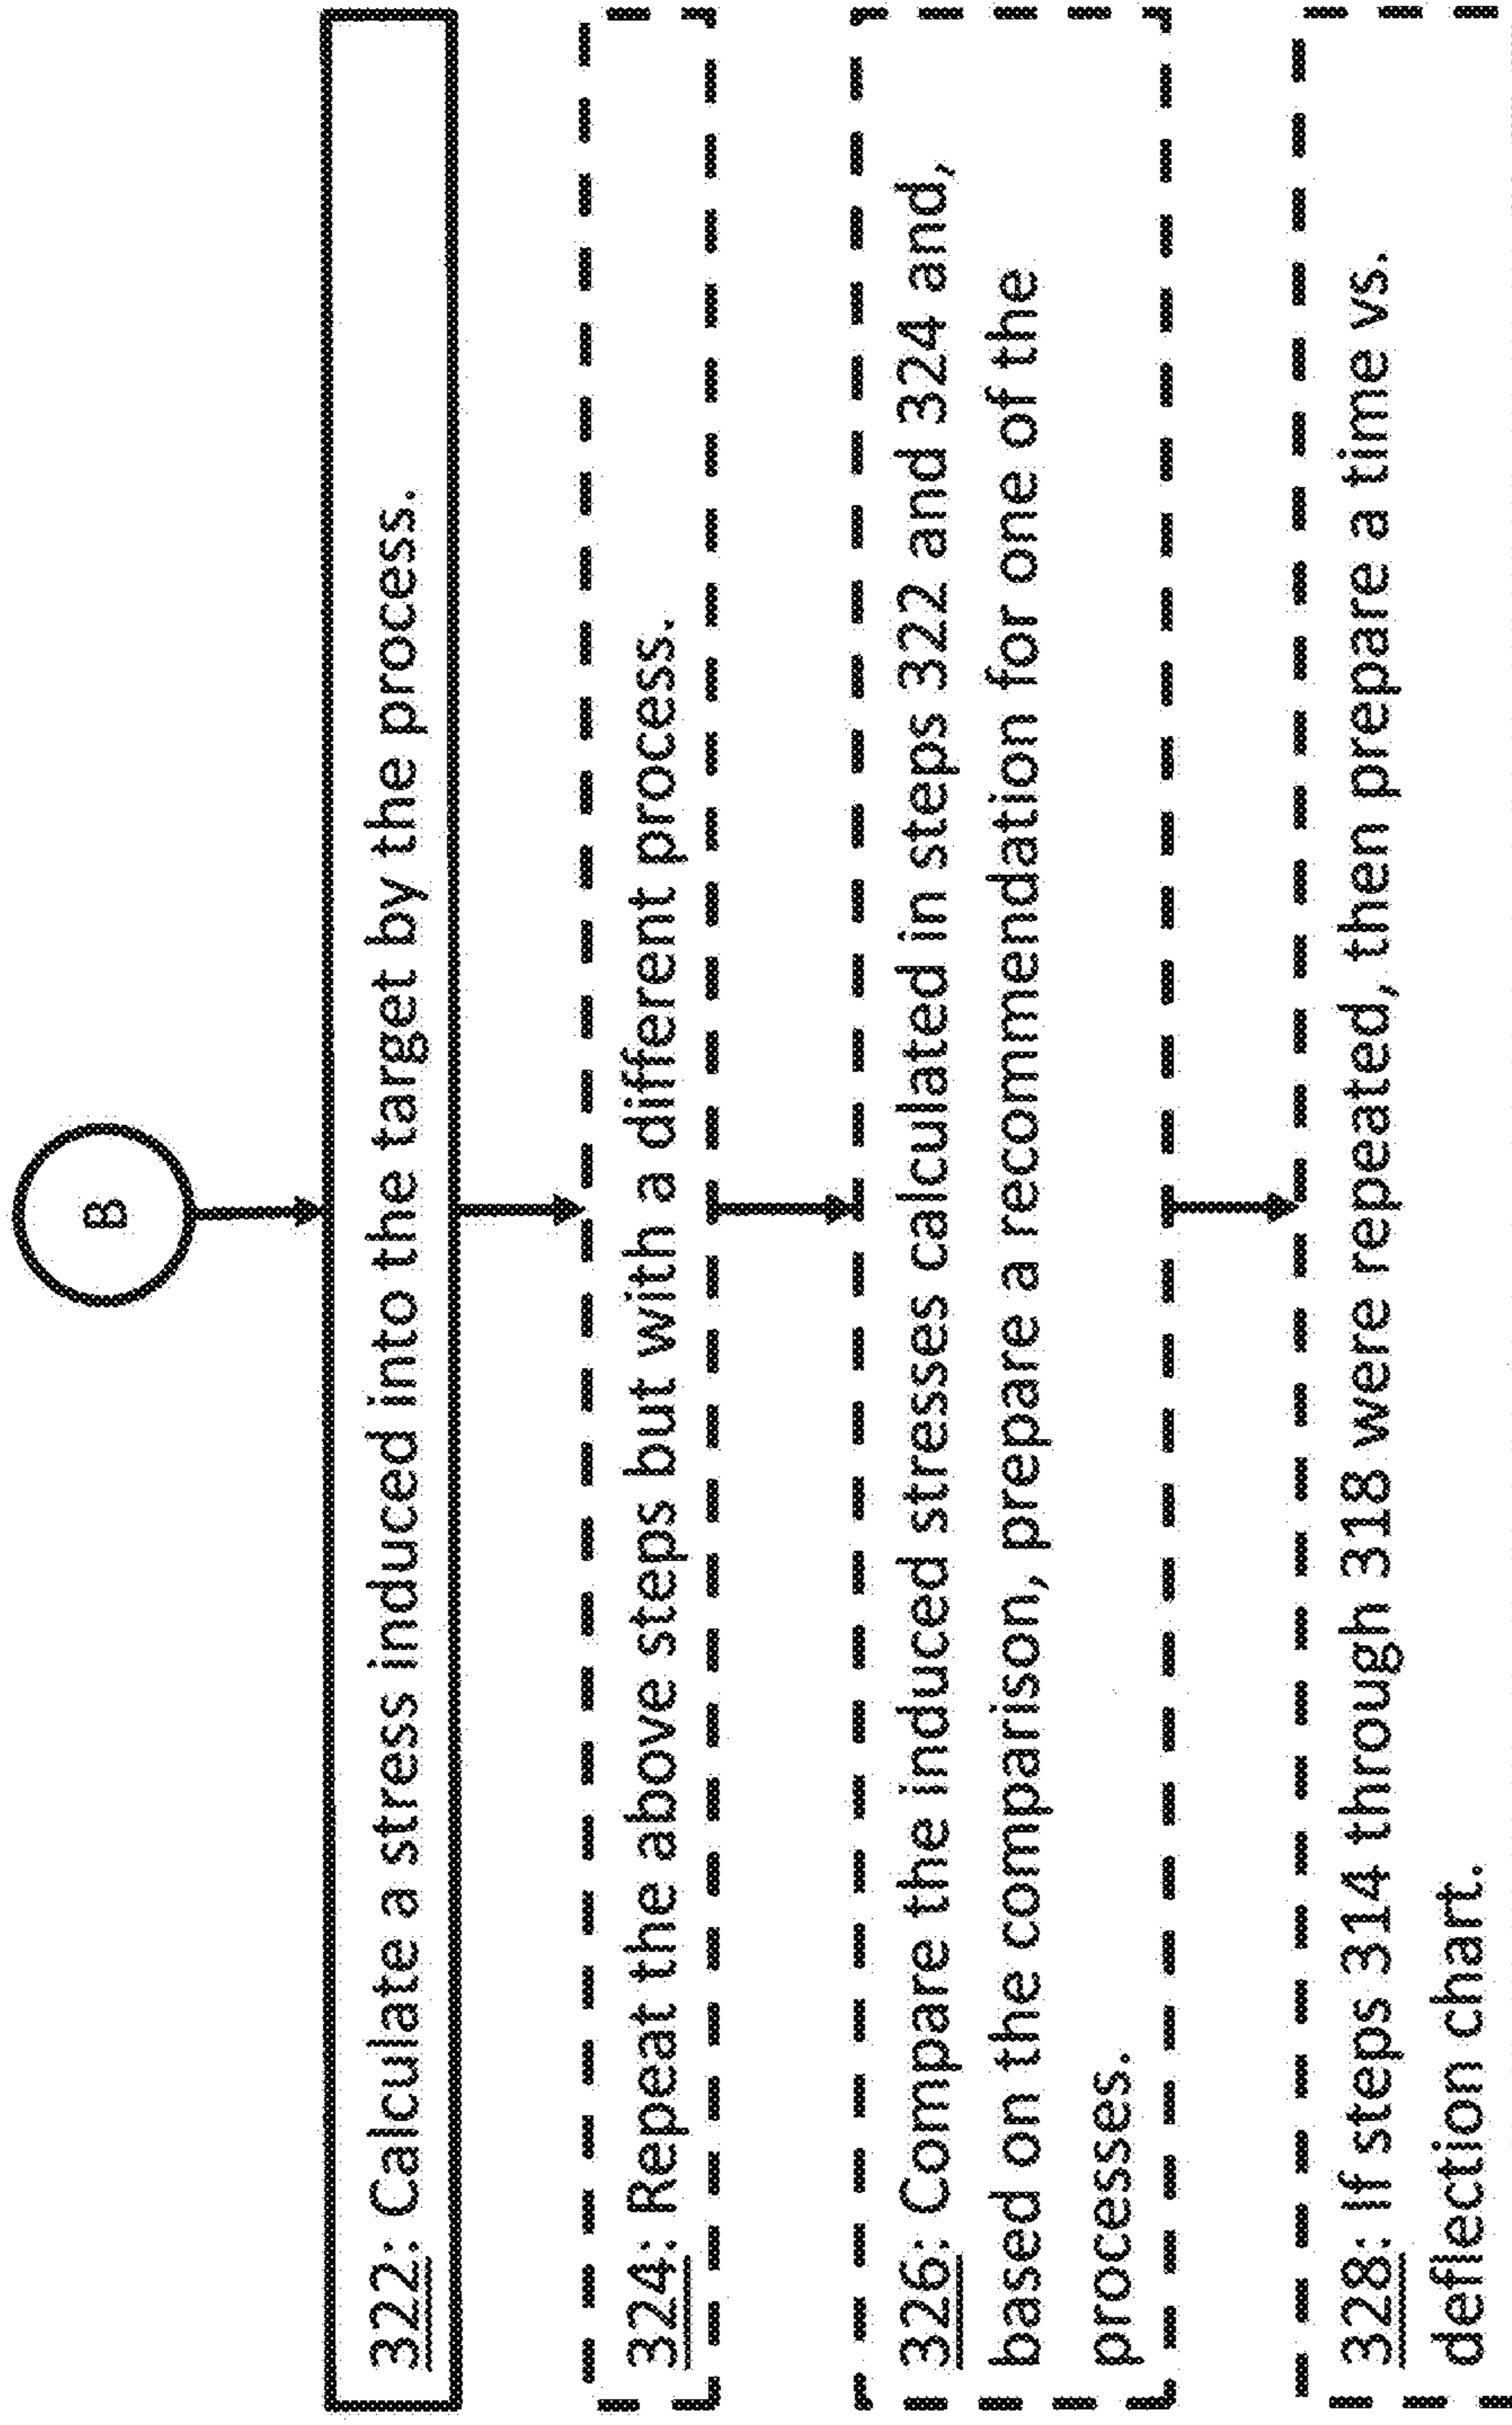 B
322: Calculate a stress induced into the target by the process.
324: Repeat the above steps but with a different process.
326: Compare the induced stresses calculated in steps 322 and 324 and,
based on the comparison, prepare a recommendation for one of the
processes.
328: If steps 314 through 318 were repeated, then prepare a time vs.
deflection chart.